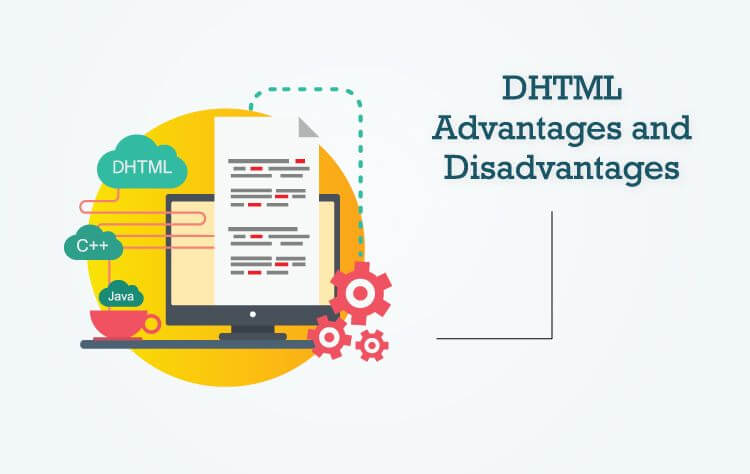 DHTML
Advantages and
Disadvantages
DHTML
C++
Java